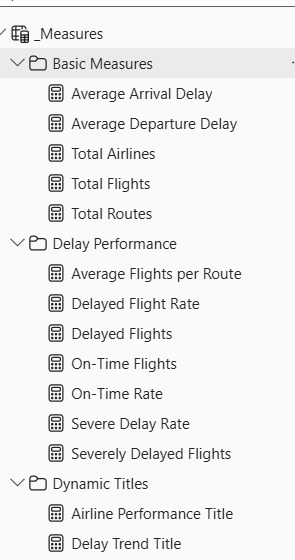 _Measures
Basic Measures
Average Arrival Delay
Average Departure Delay
Total Airlines
Total Flights
Total Routes
Delay Performance
Average Flights per Route
Delayed Flight Rate
Delayed Flights
On-Time Flights
On-Time Rate
Severe Delay Rate
Severely Delayed Flights
Dynamic Titles
Airline Performance Title
Delay Trend Title